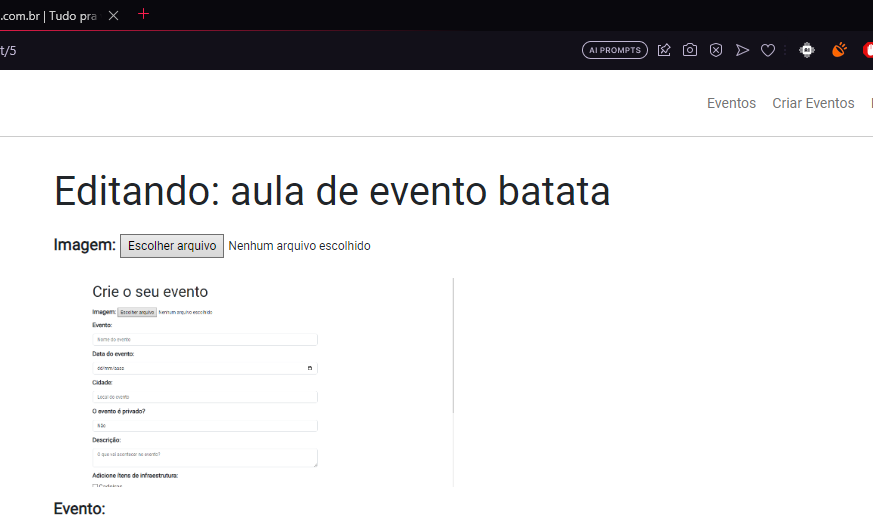 .com.br | Tudo pra
t/5
AI PROMPTS
Eventos Criar Eventos
Editando: aula de evento batata
Imagem: Escolher arquivo Nenhum arquivo escolhido
Crie o seu evento
Imagem: Escolher arquivo Nenhum arquivo escolhido
Evento:
Nome do evento
Data do evento:
dd/mm/aaaa
Cidade:
Local do evento
O evento é privado?
Não
Descrição:
O que vai acontecer no evento?
Adicione itens de infraestrutura:
Cadeiras
Evento: